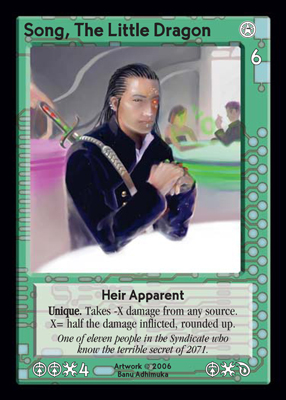 Song, The Little Dragon
6
Heir Apparent
Unique. Takes -X damage from any source.
X= half the damage inflicted, rounded up.
One of eleven people in the Syndicate who
know the terrible secret of 2071.
4
Artwork © 2006
Banu Adhimuka